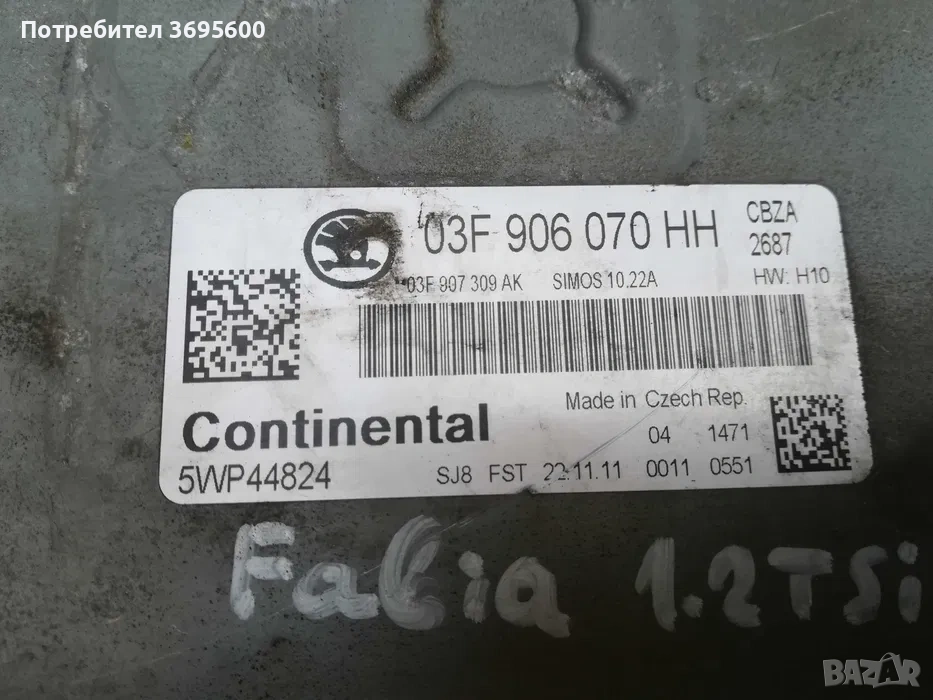 Потребител 3695600
03F 906 070 HH
CBZA
2687
03F 907 309 AK SIMOS 10.22A HW: H10
Continental
Made in Czech Rep.
04 1471
5WP44824 SJ8 FST 22.11.11 0011 0551
Fabia 1.2TSi
BAZAR